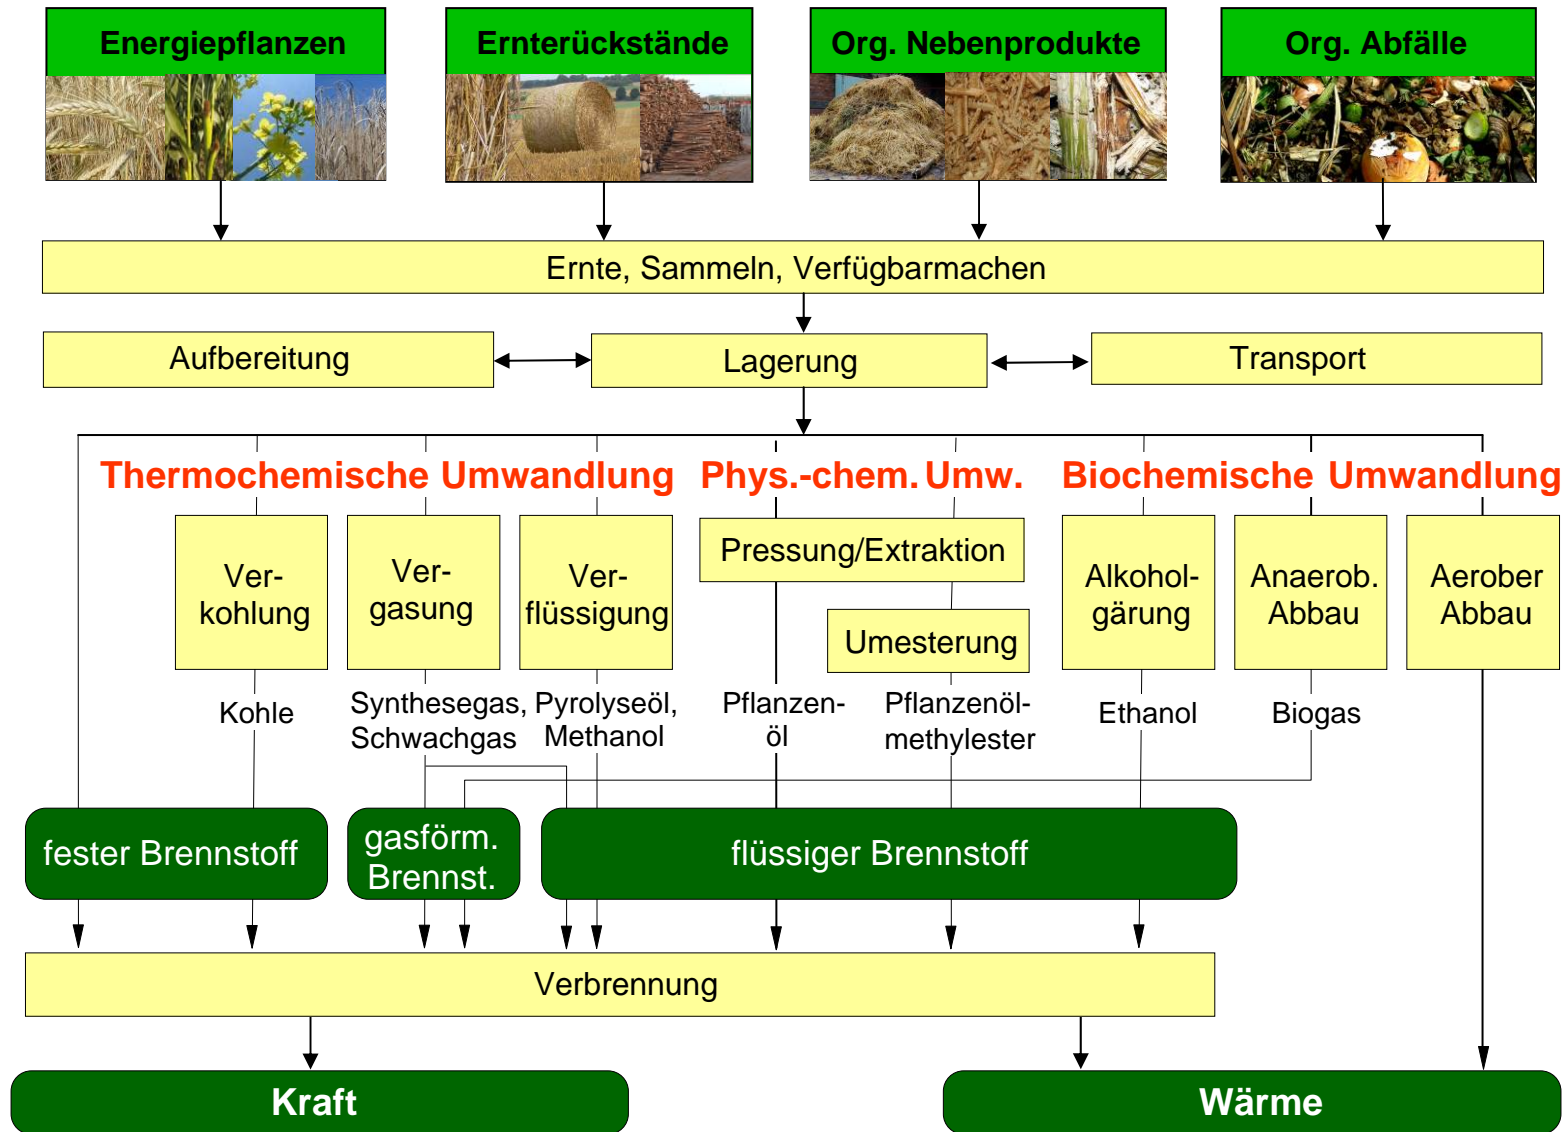 Energiepflanzen
Ernterückstände
Org. Nebenprodukte
Org. Abfälle
Ernte, Sammeln, Verfügbarmachen
Aufbereitung
Lagerung
Transport
Thermochemische Umwandlung
Phys.-chem. Umw.
Biochemische Umwandlung
Ver-
kohlung
Ver-
gasung
Ver-
flüssigung
Pressung/Extraktion
Umesterung
Alkohol-
gärung
Anaerob.
Abbau
Aerober
Abbau
Kohle
Synthesegas,
Schwachgas
Pyrolyseöl,
Methanol
Pflanzen-
öl
Pflanzenöl-
methylester
Ethanol
Biogas
fester Brennstoff
gasförm.
Brennst.
flüssiger Brennstoff
Verbrennung
Kraft
Wärme